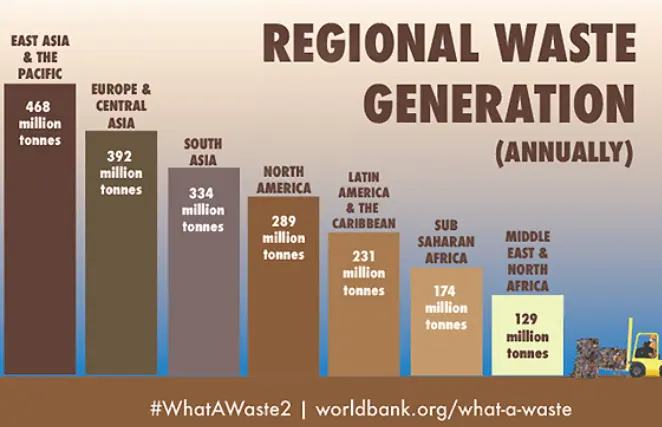 REGIONAL WASTE
GENERATION
(ANNUALLY)
EAST ASIA
& THE
PACIFIC
468
million
tonnes
EUROPE &
CENTRAL
ASIA
392
million
tonnes
SOUTH
ASIA
334
million
tonnes
NORTH
AMERICA
289
million
tonnes
LATIN
AMERICA
& THE
CARIBBEAN
231
million
tonnes
SUB
SAHARAN
AFRICA
174
million
tonnes
MIDDLE
EAST &
NORTH
AFRICA
129
million
tonnes
#WhatAWaste2 | worldbank.org/what-a-waste